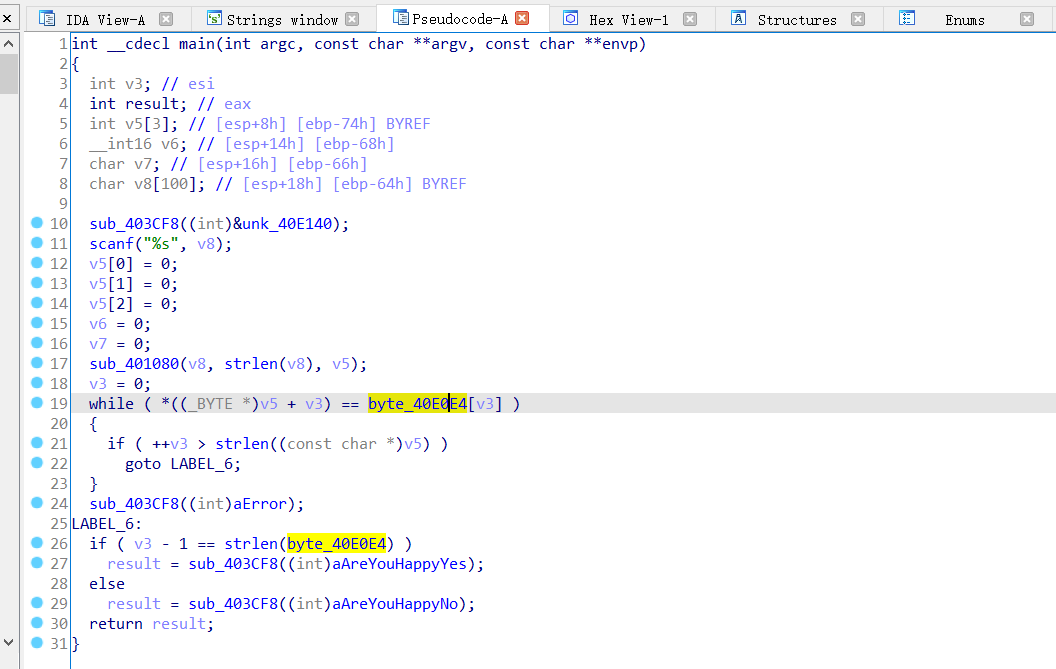 IDA View-A Strings window Pseudocode-A Hex View-1 Structures Enums
1 int __cdecl main(int argc, const char **argv, const char **envp)
2 {
3 int v3; // esi
4 int result; // eax
5 int v5[3]; // [esp+8h] [ebp-74h] BYREF
6 __int16 v6; // [esp+14h] [ebp-68h]
7 char v7; // [esp+16h] [ebp-66h]
8 char v8[100]; // [esp+18h] [ebp-64h] BYREF
9
10 sub_403CF8((int)&unk_40E140);
11 scanf("%s", v8);
12 v5[0] = 0;
13 v5[1] = 0;
14 v5[2] = 0;
15 v6 = 0;
16 v7 = 0;
17 sub_401080(v8, strlen(v8), v5);
18 v3 = 0;
19 while ( *((_BYTE *)v5 + v3) == byte_40E0E4[v3] )
20 {
21 if ( ++v3 > strlen((const char *)v5) )
22 goto LABEL_6;
23 }
24 sub_403CF8((int)aError);
25 LABEL_6:
26 if ( v3 - 1 == strlen(byte_40E0E4) )
27 result = sub_403CF8((int)aAreYouHappyYes);
28 else
29 result = sub_403CF8((int)aAreYouHappyNo);
30 return result;
31 }